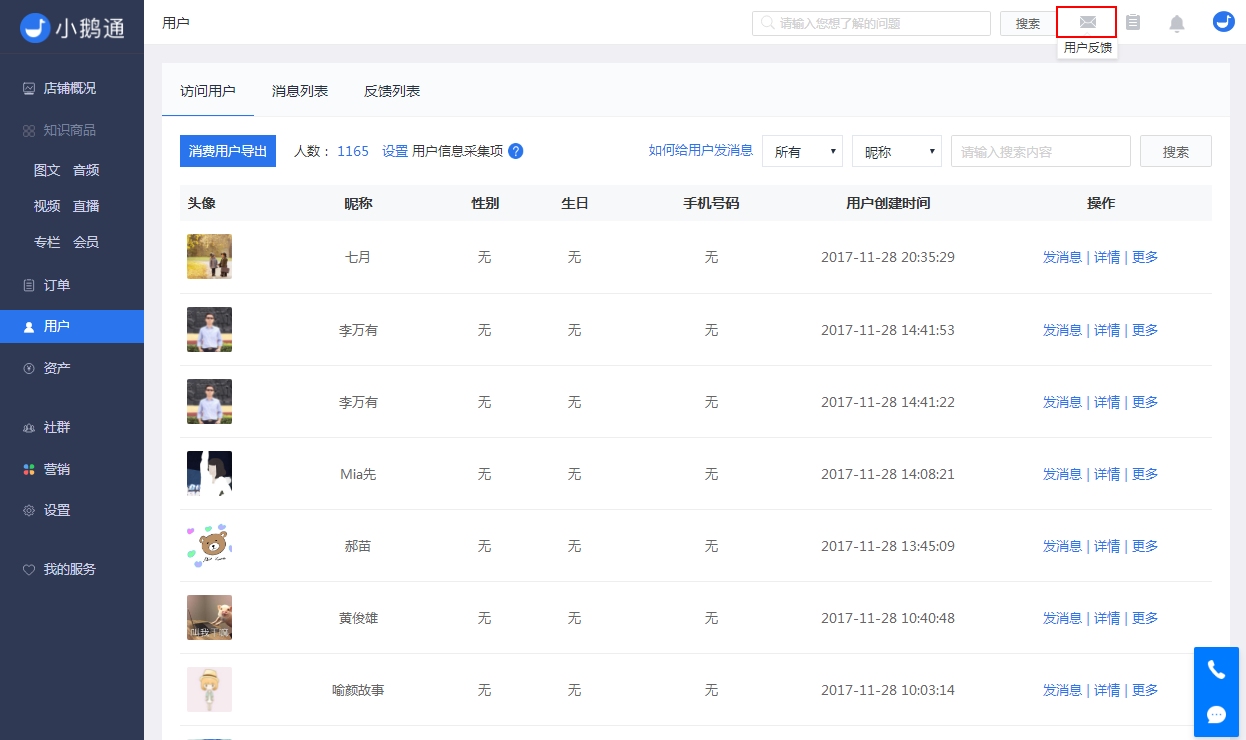 小鹅通
用户
请输入您想了解的问题
搜索
用户反馈
店铺概况
知识商品
图文 音频
视频 直播
专栏 会员
订单
用户
资产
社群
营销
设置
我的服务
访问用户 消息列表 反馈列表
消费用户导出 人数： 1165 设置 用户信息采集项 ? 如何给用户发消息 所有 昵称 请输入搜索内容 搜索
头像 昵称 性别 生日 手机号码 用户创建时间 操作
七月 无 无 无 2017-11-28 20:35:29 发消息 | 详情 | 更多
李万有 无 无 无 2017-11-28 14:41:53 发消息 | 详情 | 更多
李万有 无 无 无 2017-11-28 14:41:22 发消息 | 详情 | 更多
Mia先 无 无 无 2017-11-28 14:08:21 发消息 | 详情 | 更多
郝苗 无 无 无 2017-11-28 13:45:09 发消息 | 详情 | 更多
黄俊雄 无 无 无 2017-11-28 10:40:48 发消息 | 详情 | 更多
喻颜故事 无 无 无 2017-11-28 10:03:14 发消息 | 详情 | 更多